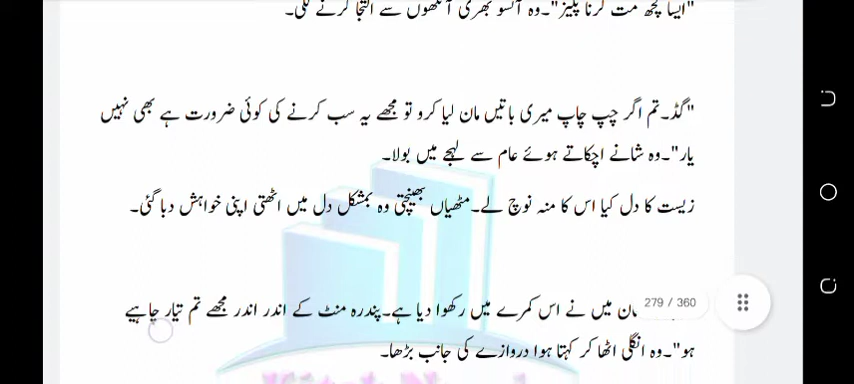 "ایسا کچھ مت کرنا پلیز"۔وہ آنسو بھری آنکھوں سے التجا کرنے لگی۔
"گڈ۔تم اگر چپ چاپ میری باتیں مان لیا کرو تو مجھے یہ سب کرنے کی کوئی ضرورت ہے بھی نہیں
یار"۔وہ شانے اچکاتے ہوئے عام سے لہجے میں بولا۔
زیست کا دل کیا اس کا منہ نوچ لے۔مٹھیاں بھینچتی وہ بمشکل دل میں اٹھتی اپنی خواہش دبا گئی۔
میں نے اس کمرے میں رکھوا دیا ہے۔پندرہ منٹ کے اندر اندر مجھے تم تیار چاہیے
279 / 360
ہو"۔وہ انگلی اٹھا کر کہتا ہوا دروازے کی جانب بڑھا۔